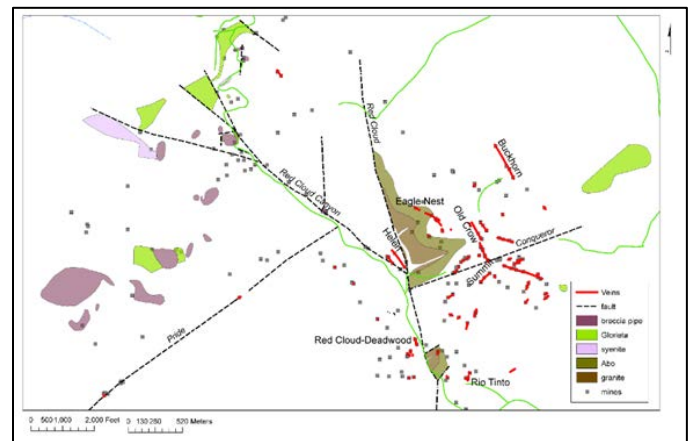 Red Cloud
Buckhorn
Red Cloud Canyon
Eagle Nest
Old Crow
Helen
Conqueror
Summit
Pride
Red Cloud-Deadwood
Rio Tinto
Veins
fault
breccia pipe
Glorieta
syenite
Abo
granite
mines
0 500 1,000 2,000 Feet
0 130 260 520 Meters